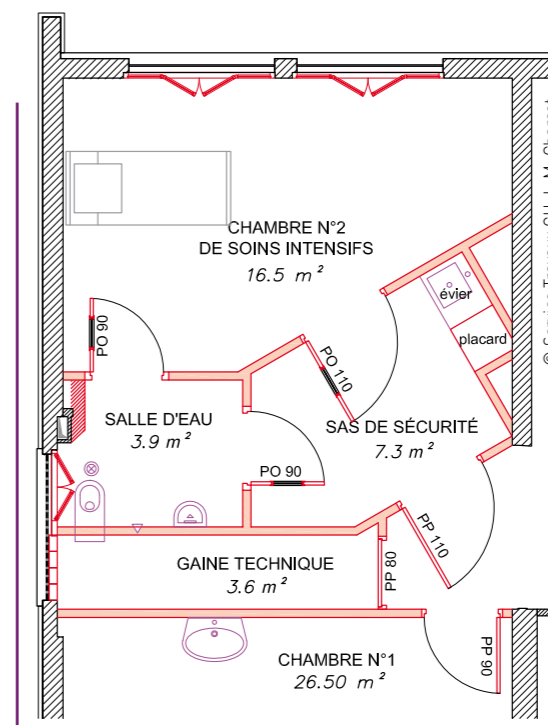 CHAMBRE N°2
DE SOINS INTENSIFS
16.5 m²
évier
placard
PO 90
PO 110
SALLE D'EAU
3.9 m²
SAS DE SÉCURITÉ
7.3 m²
PO 90
PP 110
GAINE TECHNIQUE
3.6 m²
PP 80
CHAMBRE N°1
26.50 m²
PP 90